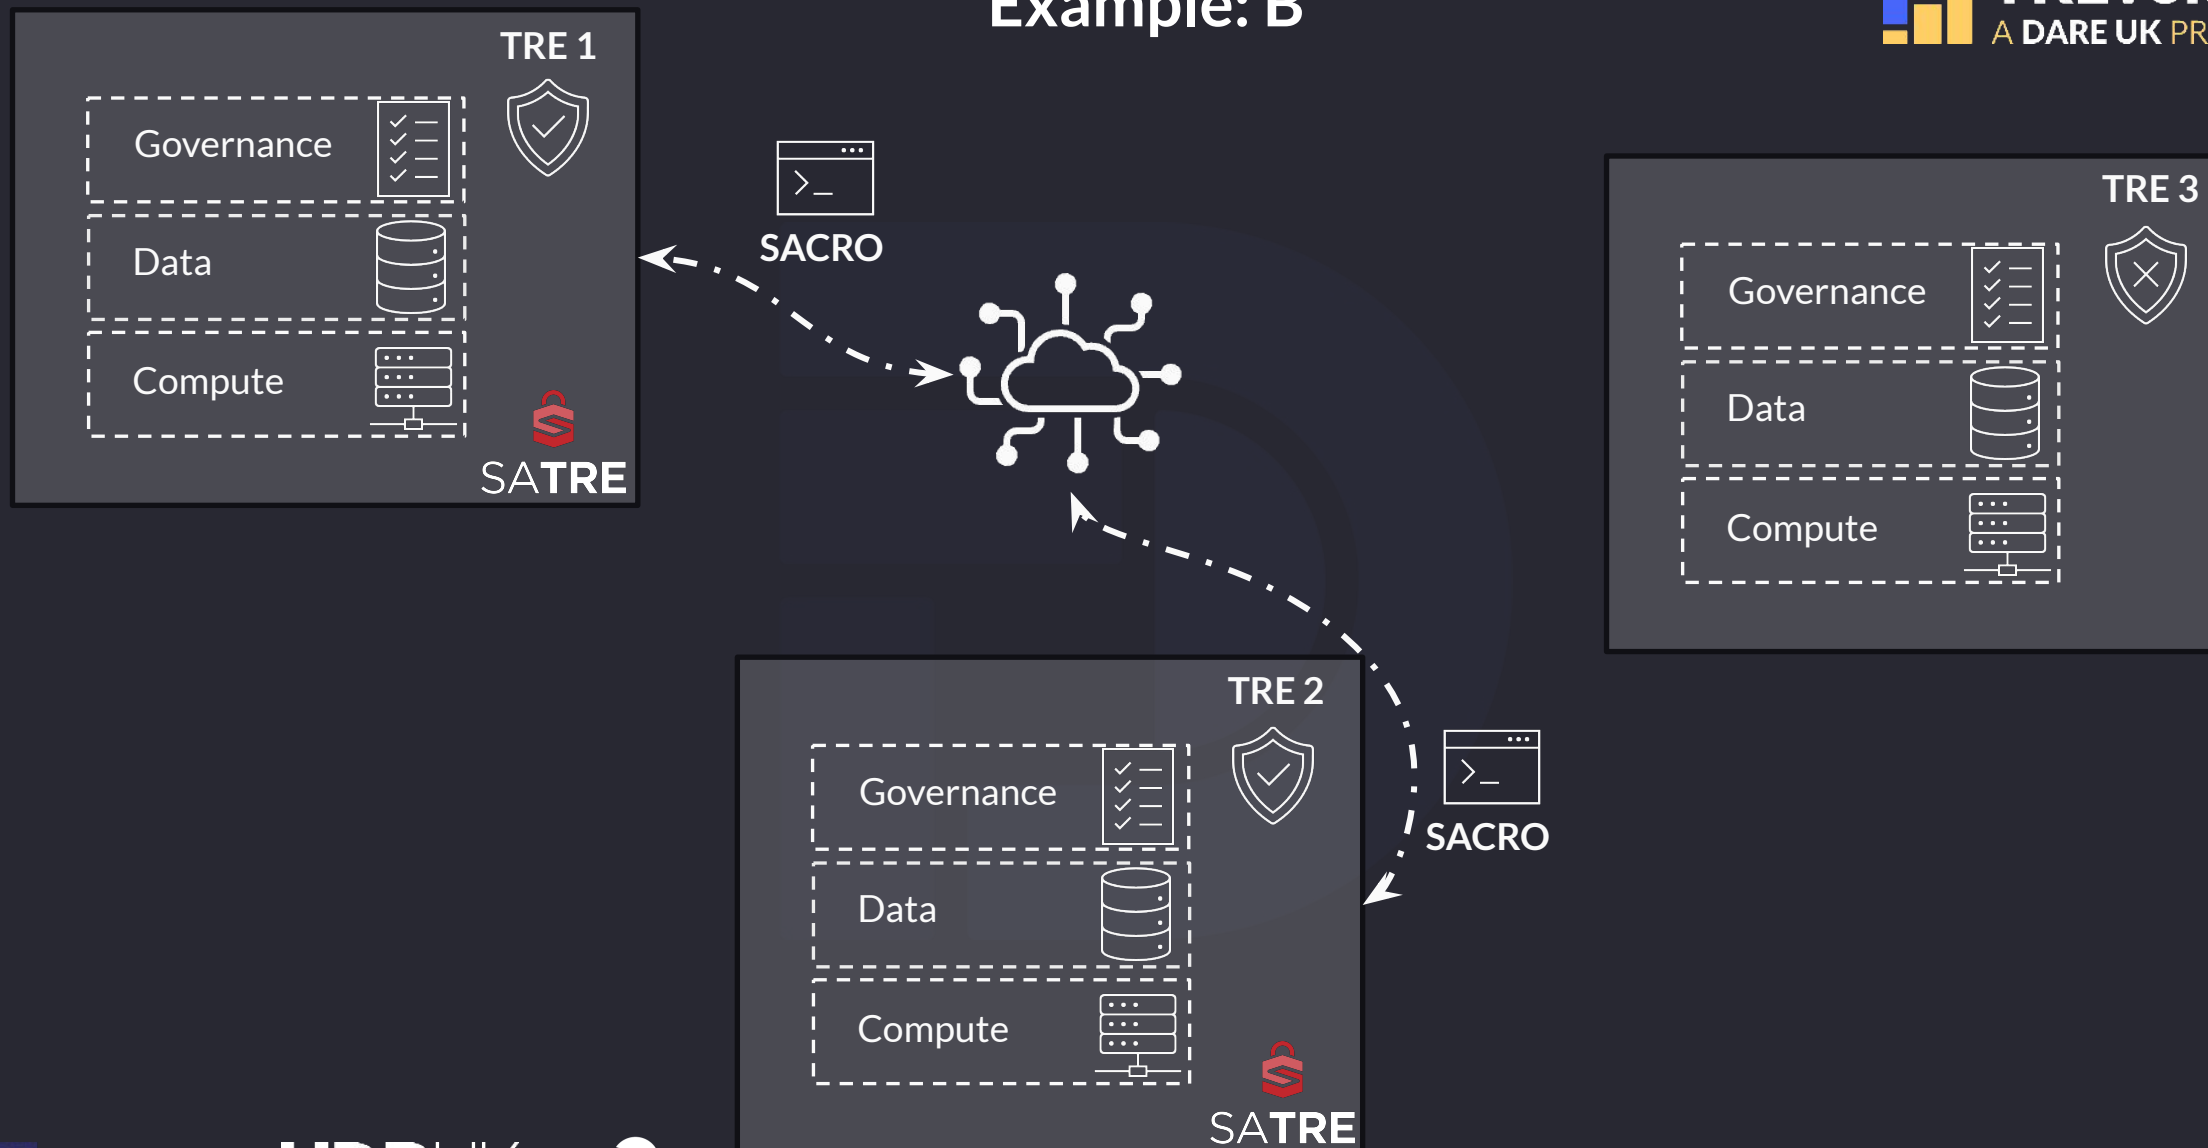 Example: B
A DARE UK PR
TRE 1
Governance
Data
Compute
SATRE
SACRO
TRE 3
Governance
Data
Compute
TRE 2
Governance
Data
Compute
SATRE
SACRO